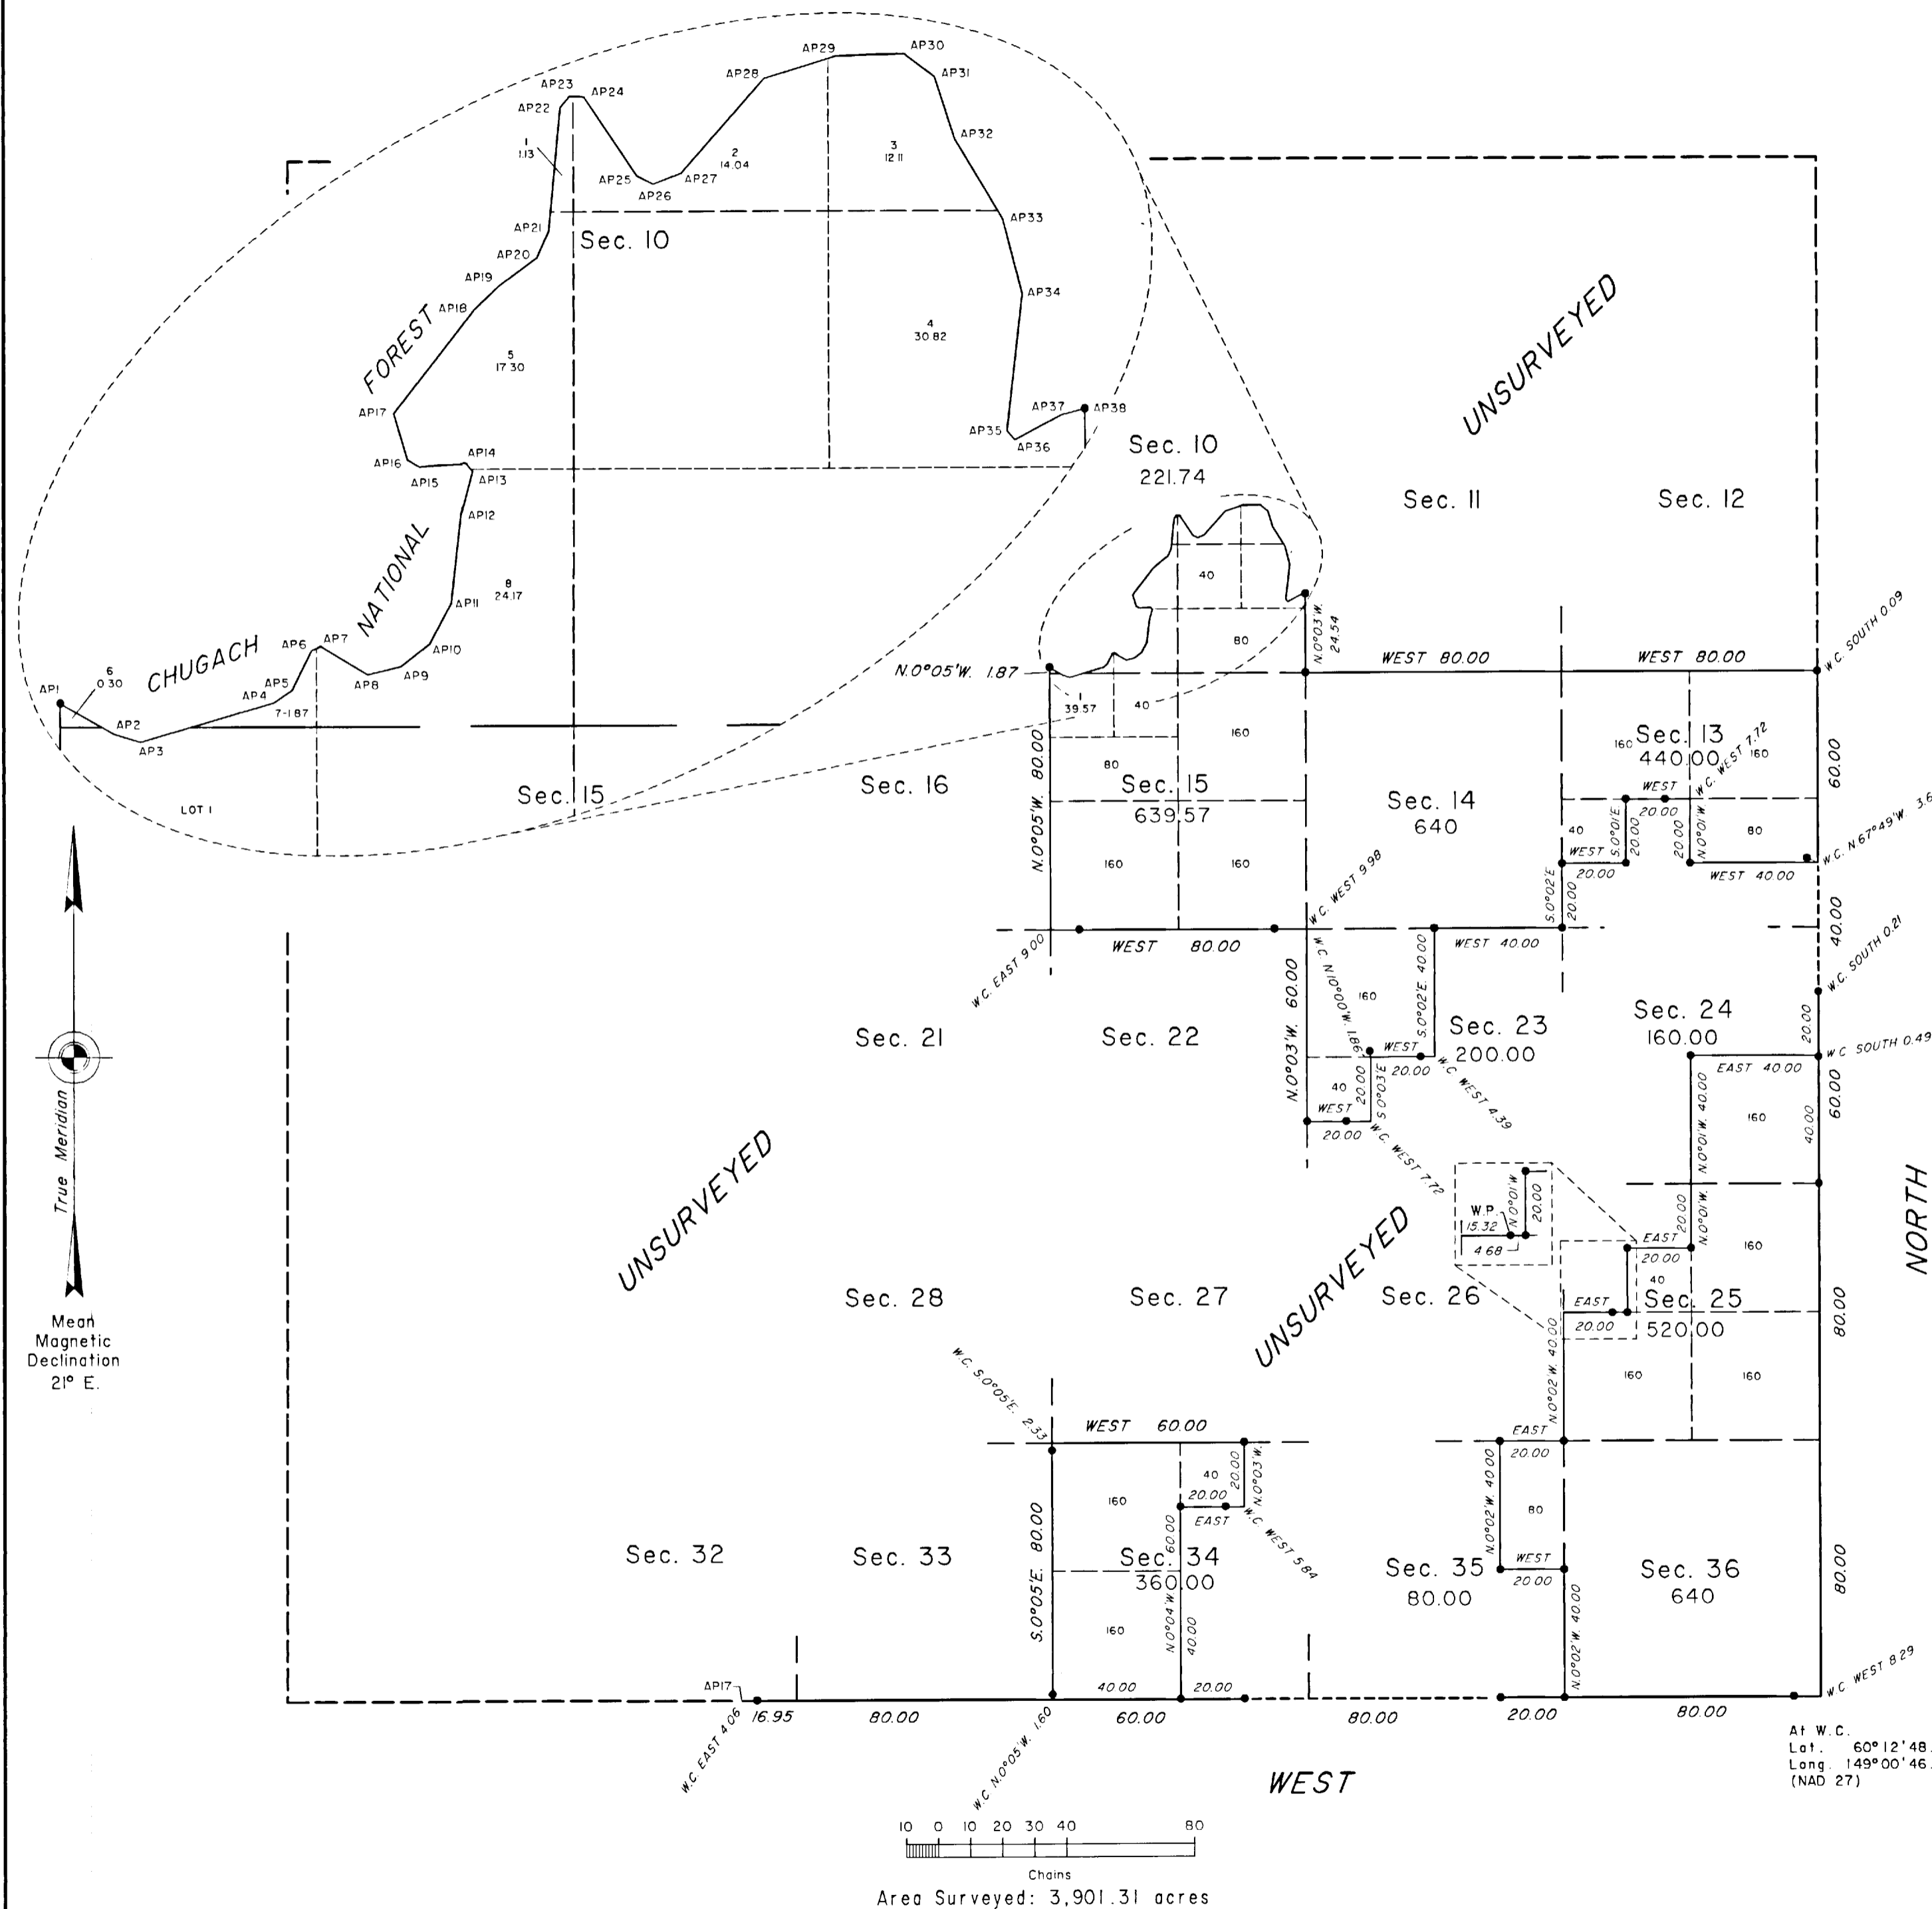 AP29
AP30
AP28
AP31
AP23
AP24
AP22
AP32
1
1.13
2
14.04
3
12.11
AP25
AP27
AP26
AP33
AP21
Sec. 10
AP20
AP19
AP34
AP18
FOREST
4
30.82
5
17.30
AP17
AP37
AP38
AP35
AP36
AP14
AP16
AP15
AP13
AP12
NATIONAL
8
24.17
AP11
AP7
AP6
CHUGACH
AP10
AP9
AP8
6
0.30
AP1
AP5
AP4
7-1.87
AP2
AP3
Sec. 15
LOT 1
UNSURVEYED
Sec. 10
221.74
Sec. 11
Sec. 12
40
80
N.0°03'W.
24.54
W.C. SOUTH 0.09
WEST 80.00
WEST 80.00
N.0°05'W. 1.87
1
39.57
40
160
N.0°05'W. 80.00
80
Sec. 16
Sec. 15
639.57
160
160
Sec. 14
640
160
Sec. 13
440.00
160
W.C. WEST 7.72
60.00
WEST
20.00
40
S.0°01'E
20.00
20.00
N.0°01'W
80
W.C. N.67°49'W. 3.6
WEST
20.00
WEST 40.00
S.0°02'E
20.00
W.C. WEST 9.98
W.C. EAST 9.00
WEST 80.00
WEST 40.00
40.00
W.C. SOUTH 0.21
W.C. N10°00'W. 1.86
N.0°03'W. 60.00
160
S.0°02'E. 40.00
Sec. 21
Sec. 22
Sec. 23
200.00
Sec. 24
160.00
20.00
W.C SOUTH 0.49
WEST
20.00
EAST 40.00
W.C. WEST 4.39
40
20.00
S 0°03'E
WEST
20.00
W.C. WEST 7.72
N.0°01'W. 40.00
160
40.00
60.00
True Meridian
Mean
Magnetic
Declination
21° E.
UNSURVEYED
UNSURVEYED
W.P.
15.32
4.68
N.0°01'W
20.00
20.00
N.0°01'W.
EAST
20.00
160
NORTH
Sec. 28
Sec. 27
Sec. 26
40
Sec. 25
520.00
EAST
20.00
80.00
N.0°02'W. 40.00
160
160
W.C. S.0°05'E. 2.33
WEST 60.00
EAST
20.00
40
20.00
N.0°03'W.
160
20.00
EAST
W.C WEST 5.84
S.0°05'E. 80.00
N.0°02'W. 40.00
80
Sec. 32
Sec. 33
Sec. 34
360.00
60.00
Sec. 35
80.00
WEST
20.00
Sec. 36
640
80.00
160
N.0°04'W.
40.00
N.0°02'W. 40.00
W.C WEST 8.29
AP17
40.00
20.00
16.95
80.00
60.00
80.00
20.00
80.00
W.C. EAST 4.06
W.C N.0°05'W. 1.60
WEST
At W.C.
Lat. 60°12'48.
Long. 149°00'46.
(NAD 27)
10 0 10 20 30 40 80
Chains
Area Surveyed: 3,901.31 acres